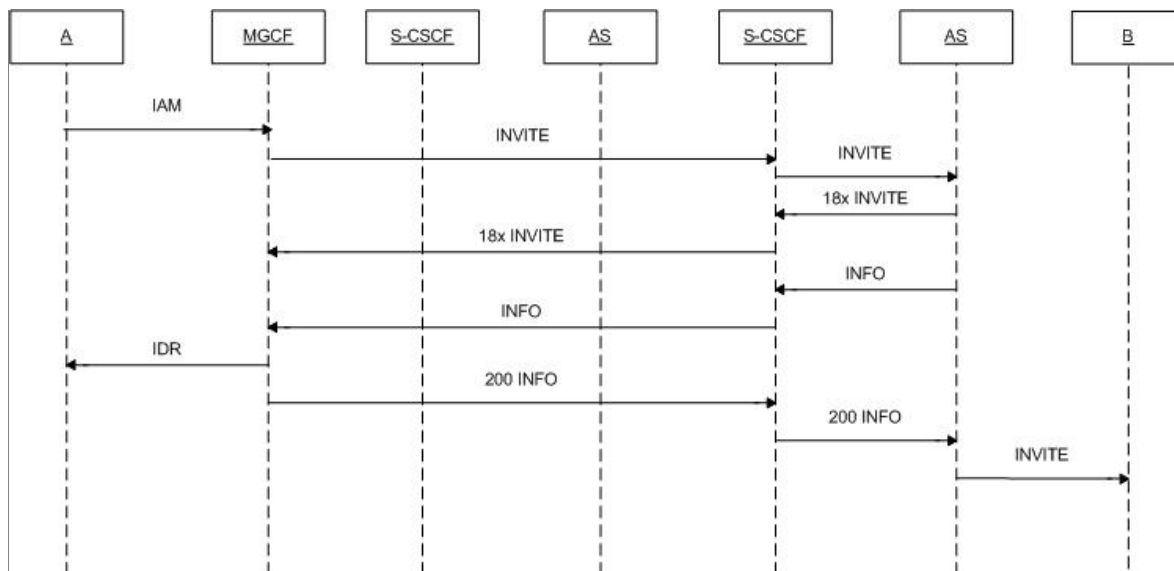 A
MGCF
S-CSCF
AS
S-CSCF
AS
B
IAM
INVITE
INVITE
18x INVITE
18x INVITE
INFO
INFO
IDR
200 INFO
200 INFO
INVITE